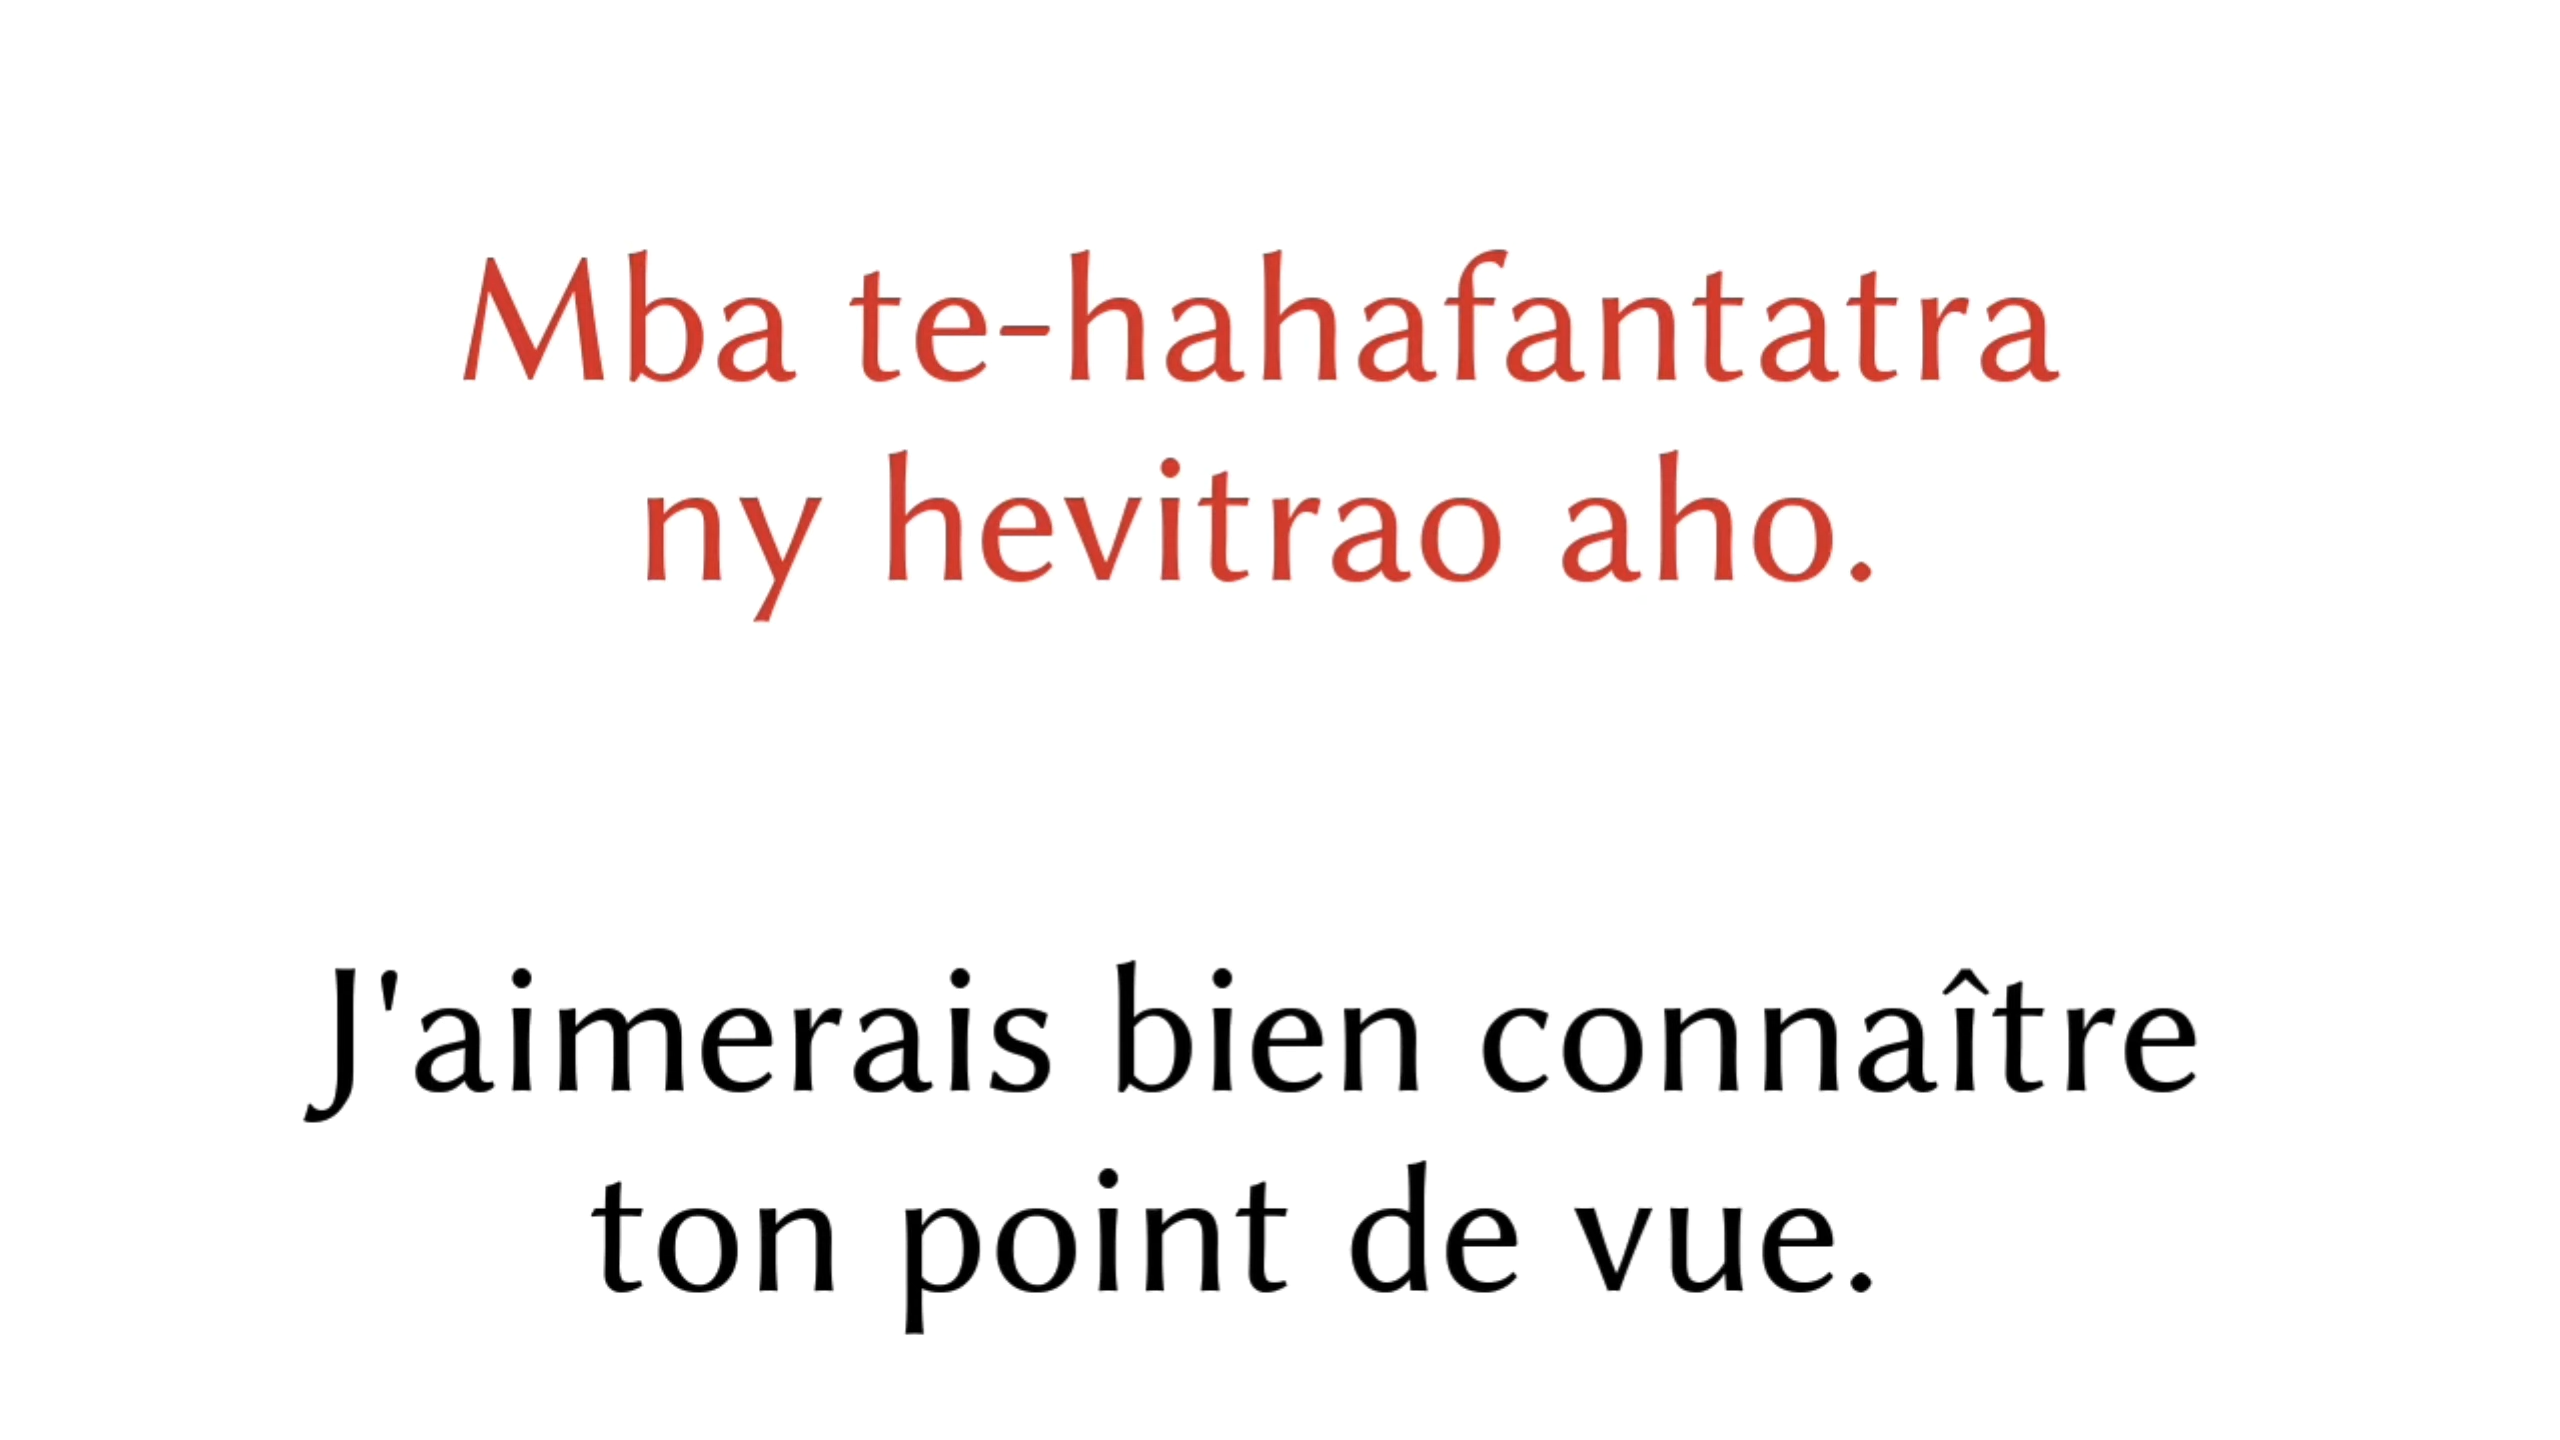 Mba te-hahafantatra
ny hevitrao aho.
J'aimerais bien connaître
ton point de vue.